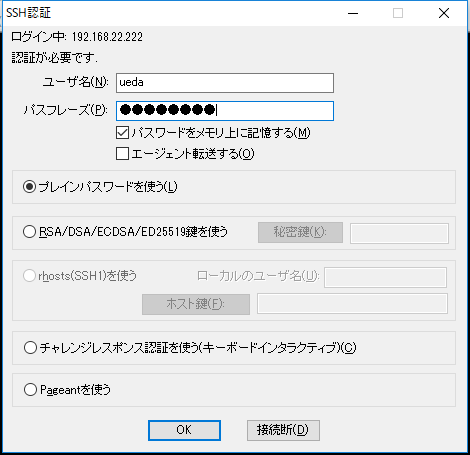 SSH認証
ログイン中: 192.168.22.222
認証が必要です.
ユーザ名(N):
ueda
パスフレーズ(P):
●●●●●●●●
パスワードをメモリ上に記憶する(M)
エージェント転送する(O)
プレインパスワードを使う(L)
RSA/DSA/ECDSA/ED25519鍵を使う
秘密鍵(K):
rhosts(SSH1)を使う
ローカルのユーザ名(U):
ホスト鍵(F):
チャレンジレスポンス認証を使う(キーボードインタラクティブ)(C)
Pageantを使う
OK
接続断(D)